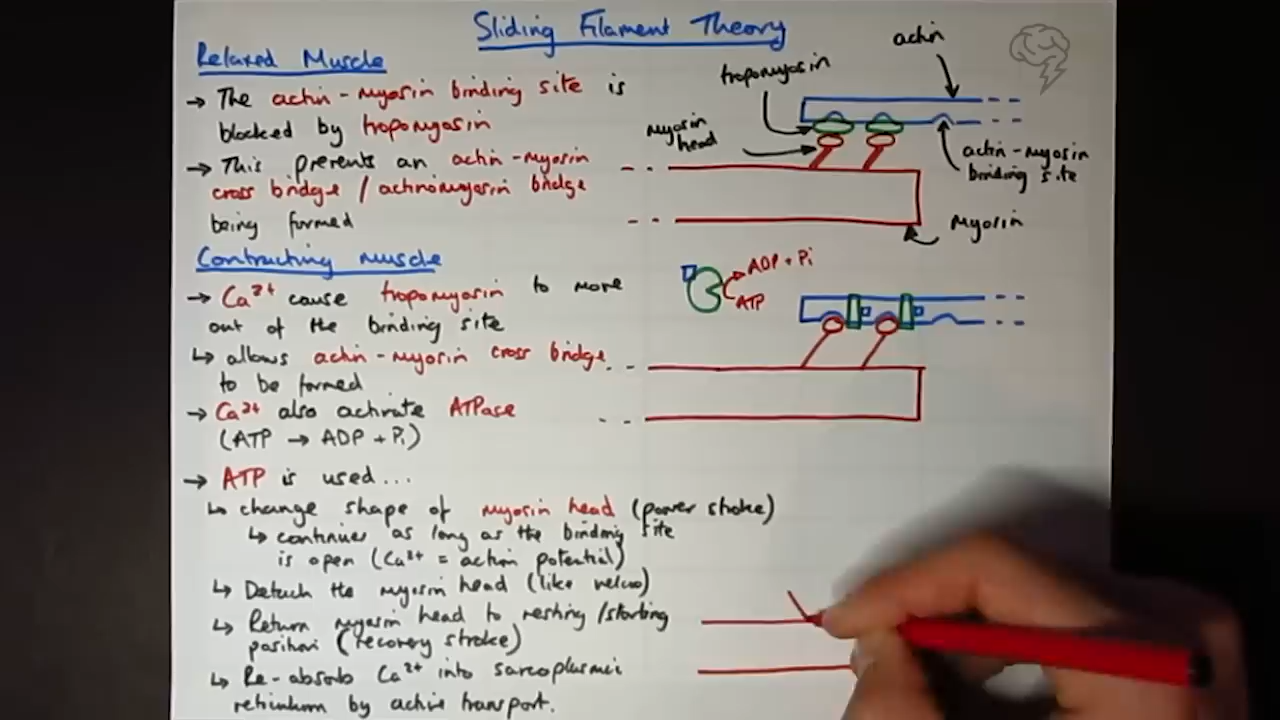 Sliding Filament Theory
Relaxed Muscle
→ The actin-myosin binding site is
blocked by tropomyosin
→ This prevents an actin-myosin
cross bridge / actinomyosin bridge
being formed
Contracting muscle
→ Ca²⁺ cause tropomyosin to move
out of the binding site
↳ allows actin-myosin cross bridge
to be formed
→ Ca²⁺ also activate ATPase
(ATP → ADP + Pi)
→ ATP is used...
↳ change shape of myosin head (power stroke)
↳ continues as long as the binding site
is open (Ca²⁺ = action potential)
↳ Detach the myosin head (like velcro)
↳ Return myosin head to resting/starting
position (recovery stroke)
↳ Re-absorb Ca²⁺ into sarcoplasmic
reticulum by active transport.
actin
tropomyosin
myosin
head
actin-myosin
binding site
Myosin
ADP + Pi
ATP